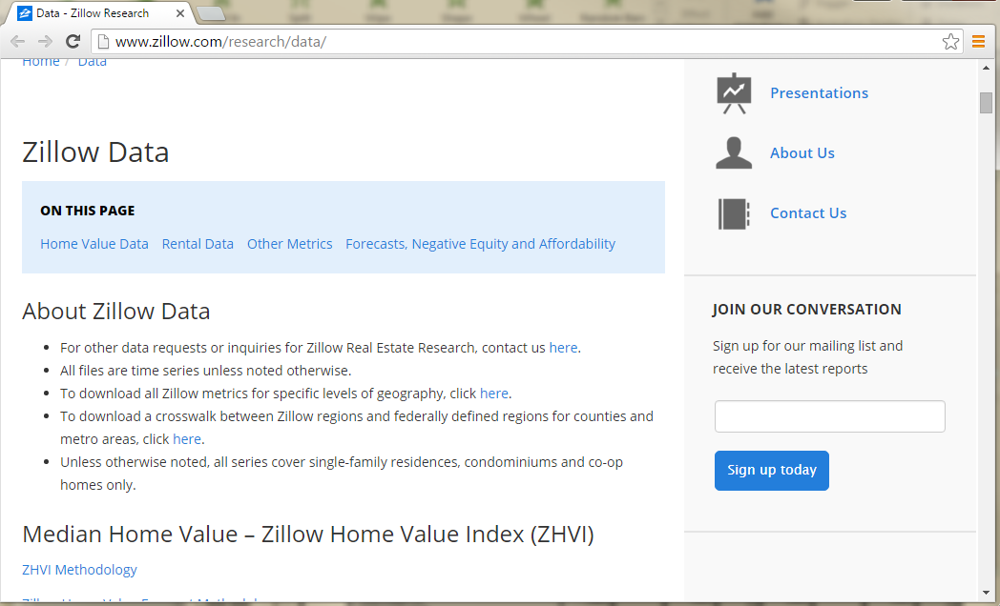 Data - Zillow Research
www.zillow.com/research/data/
Home / Data
Zillow Data
ON THIS PAGE
Home Value Data Rental Data Other Metrics Forecasts, Negative Equity and Affordability
About Zillow Data
• For other data requests or inquiries for Zillow Real Estate Research, contact us here.
• All files are time series unless noted otherwise.
• To download all Zillow metrics for specific levels of geography, click here.
• To download a crosswalk between Zillow regions and federally defined regions for counties and
metro areas, click here.
• Unless otherwise noted, all series cover single-family residences, condominiums and co-op
homes only.
Median Home Value – Zillow Home Value Index (ZHVI)
ZHVI Methodology
Presentations
About Us
Contact Us
JOIN OUR CONVERSATION
Sign up for our mailing list and
receive the latest reports
Sign up today